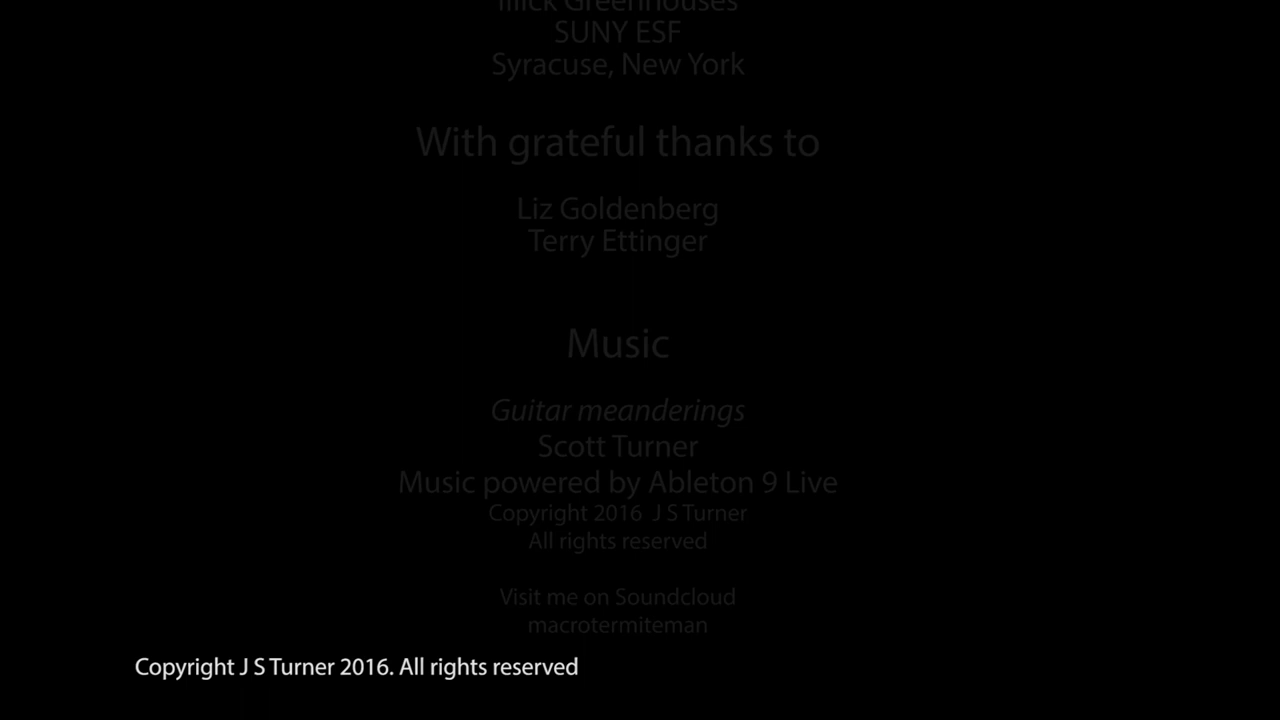 Illick Greenhouses
SUNY ESF
Syracuse, New York
With grateful thanks to
Liz Goldenberg
Terry Ettinger
Music
Guitar meanderings
Scott Turner
Music powered by Ableton 9 Live
Copyright 2016 J S Turner
All rights reserved
Visit me on Soundcloud
macrotermiteman
Copyright J S Turner 2016. All rights reserved